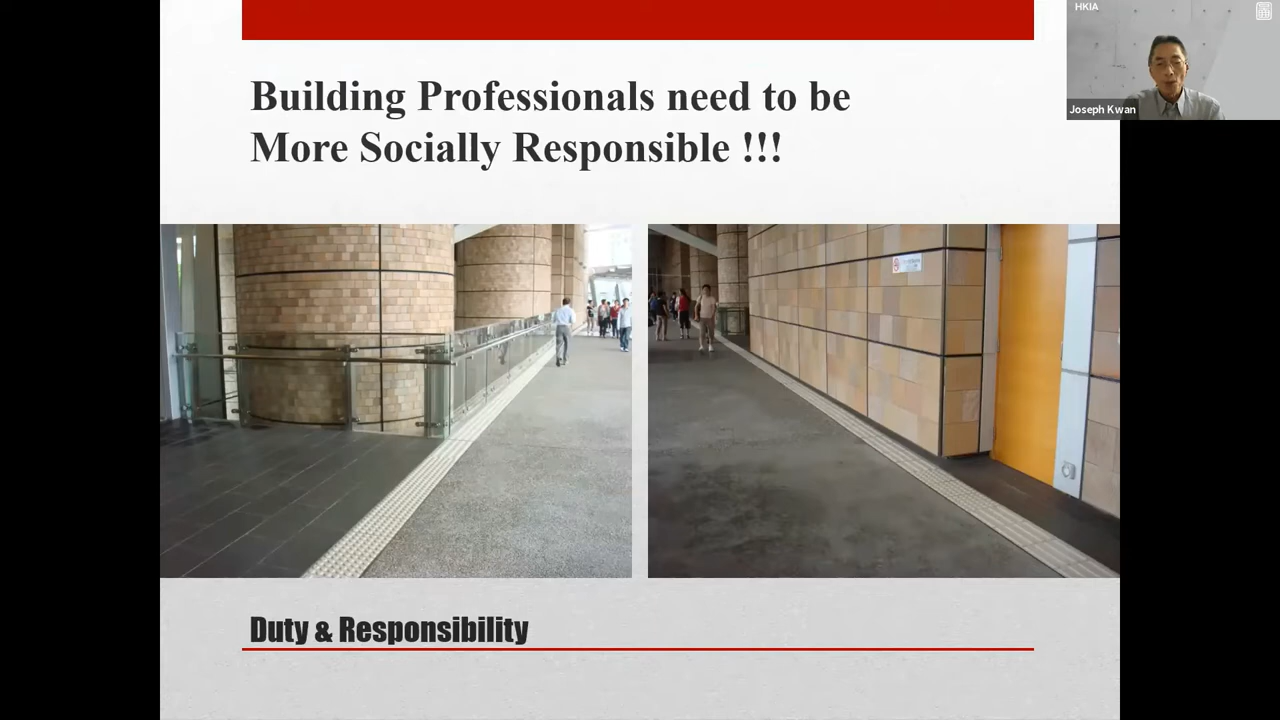 HKIA
Joseph Kwan
Building Professionals need to be
More Socially Responsible !!!
Duty & Responsibility